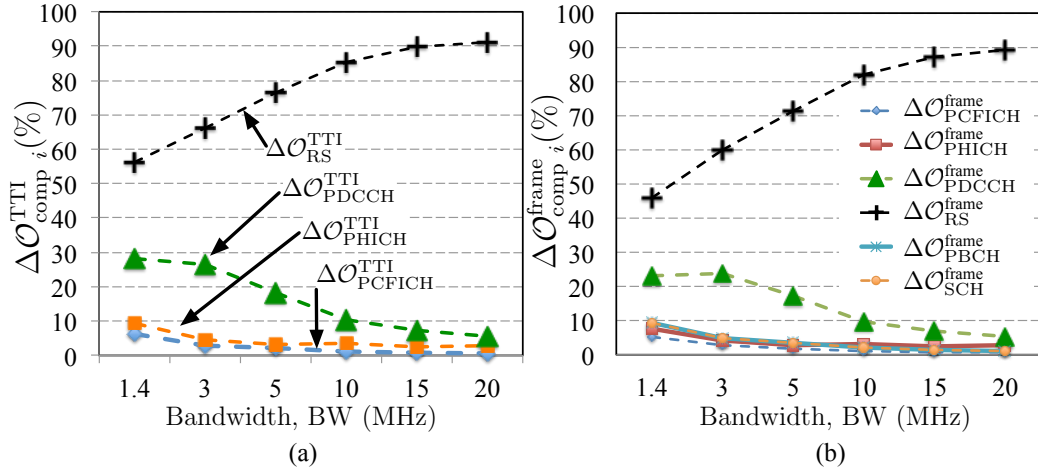 100
90
80
70
60
50
40
30
20
10
0
ΔO^TTI_comp i (%)
ΔO^TTI_RS
ΔO^TTI_PDCCH
ΔO^TTI_PHICH
ΔO^TTI_PCFICH
1.4 3 5 10 15 20
Bandwidth, BW (MHz)
(a)
100
90
80
70
60
50
40
30
20
10
0
ΔO^frame_comp i (%)
ΔO^frame_PCFICH
ΔO^frame_PHICH
ΔO^frame_PDCCH
ΔO^frame_RS
ΔO^frame_PBCH
ΔO^frame_SCH
1.4 3 5 10 15 20
Bandwidth, BW (MHz)
(b)